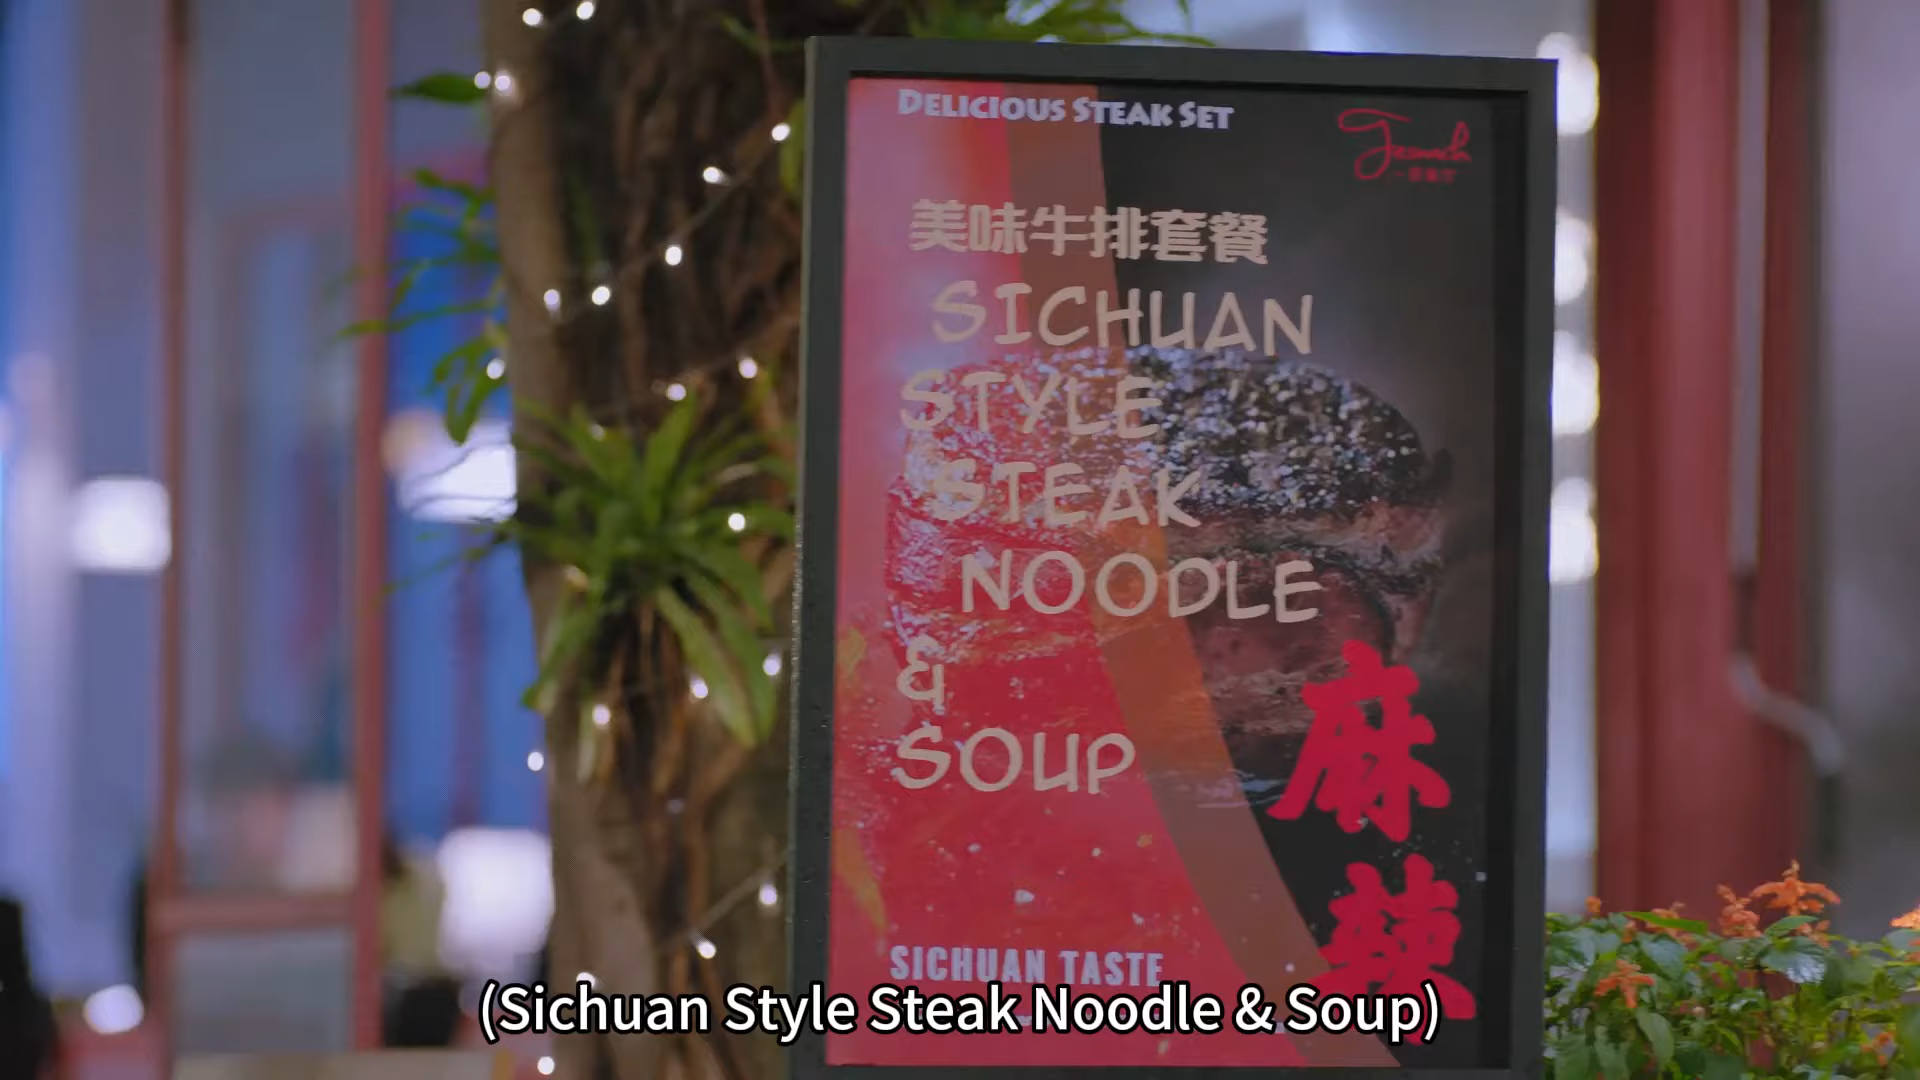 DELICIOUS STEAK SET
美味牛排套餐
SICHUAN
STYLE
STEAK
NOODLE
&
SOUP
麻
辣
SICHUAN TASTE
(Sichuan Style Steak Noodle & Soup)